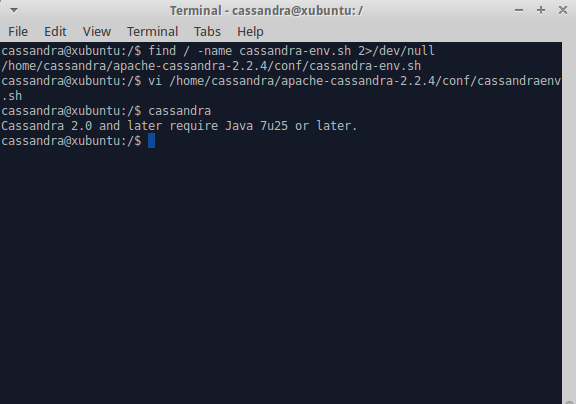 Terminal - cassandra@xubuntu: /
File Edit View Terminal Tabs Help
cassandra@xubuntu:/$ find / -name cassandra-env.sh 2>/dev/null
/home/cassandra/apache-cassandra-2.2.4/conf/cassandra-env.sh
cassandra@xubuntu:/$ vi /home/cassandra/apache-cassandra-2.2.4/conf/cassandraenv
.sh
cassandra@xubuntu:/$ cassandra
Cassandra 2.0 and later require Java 7u25 or later.
cassandra@xubuntu:/$